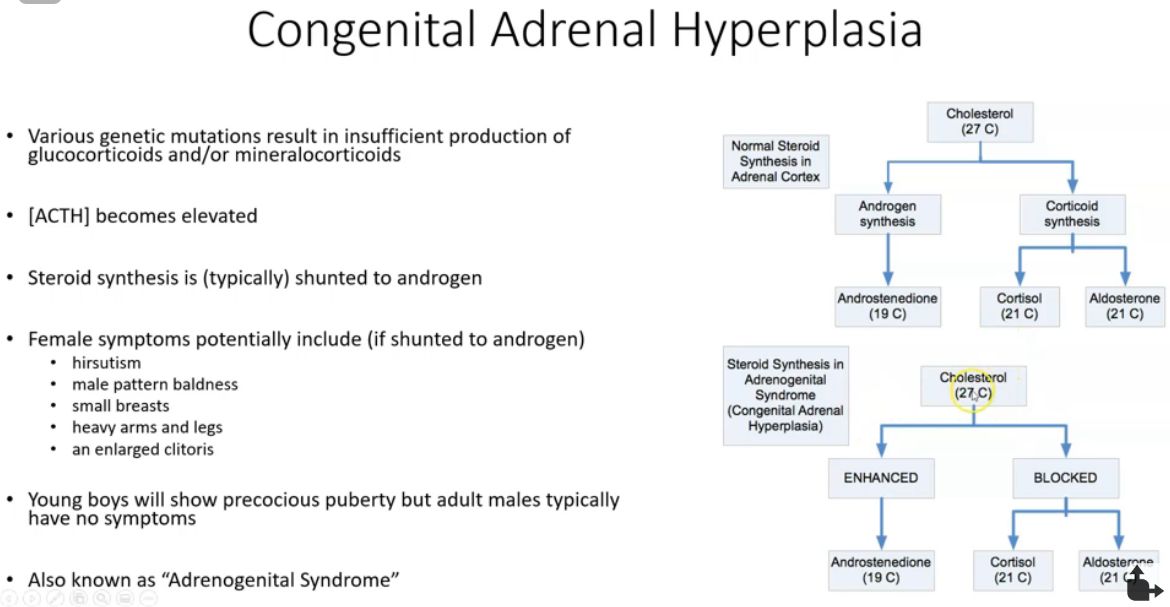 Congenital Adrenal Hyperplasia
• Various genetic mutations result in insufficient production of
glucocorticoids and/or mineralocorticoids
• [ACTH] becomes elevated
• Steroid synthesis is (typically) shunted to androgen
• Female symptoms potentially include (if shunted to androgen)
• hirsutism
• male pattern baldness
• small breasts
• heavy arms and legs
• an enlarged clitoris
• Young boys will show precocious puberty but adult males typically
have no symptoms
• Also known as “Adrenogenital Syndrome”
Normal Steroid
Synthesis in
Adrenal Cortex
Cholesterol
(27 C)
Androgen
synthesis
Corticoid
synthesis
Androstenedione
(19 C)
Cortisol
(21 C)
Aldosterone
(21 C)
Steroid Synthesis in
Adrenogenital
Syndrome
(Congenital Adrenal
Hyperplasia)
Cholesterol
(27 C)
ENHANCED
BLOCKED
Androstenedione
(19 C)
Cortisol
(21 C)
Aldosterone
(21 C)